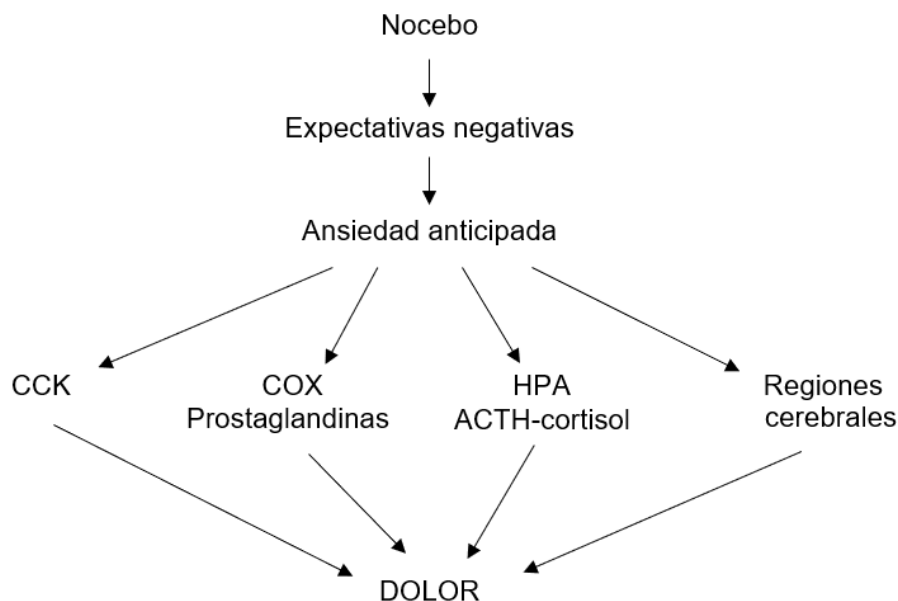 Nocebo
Expectativas negativas
Ansiedad anticipada
CCK
COX
Prostaglandinas
HPA
ACTH-cortisol
Regiones
cerebrales
DOLOR